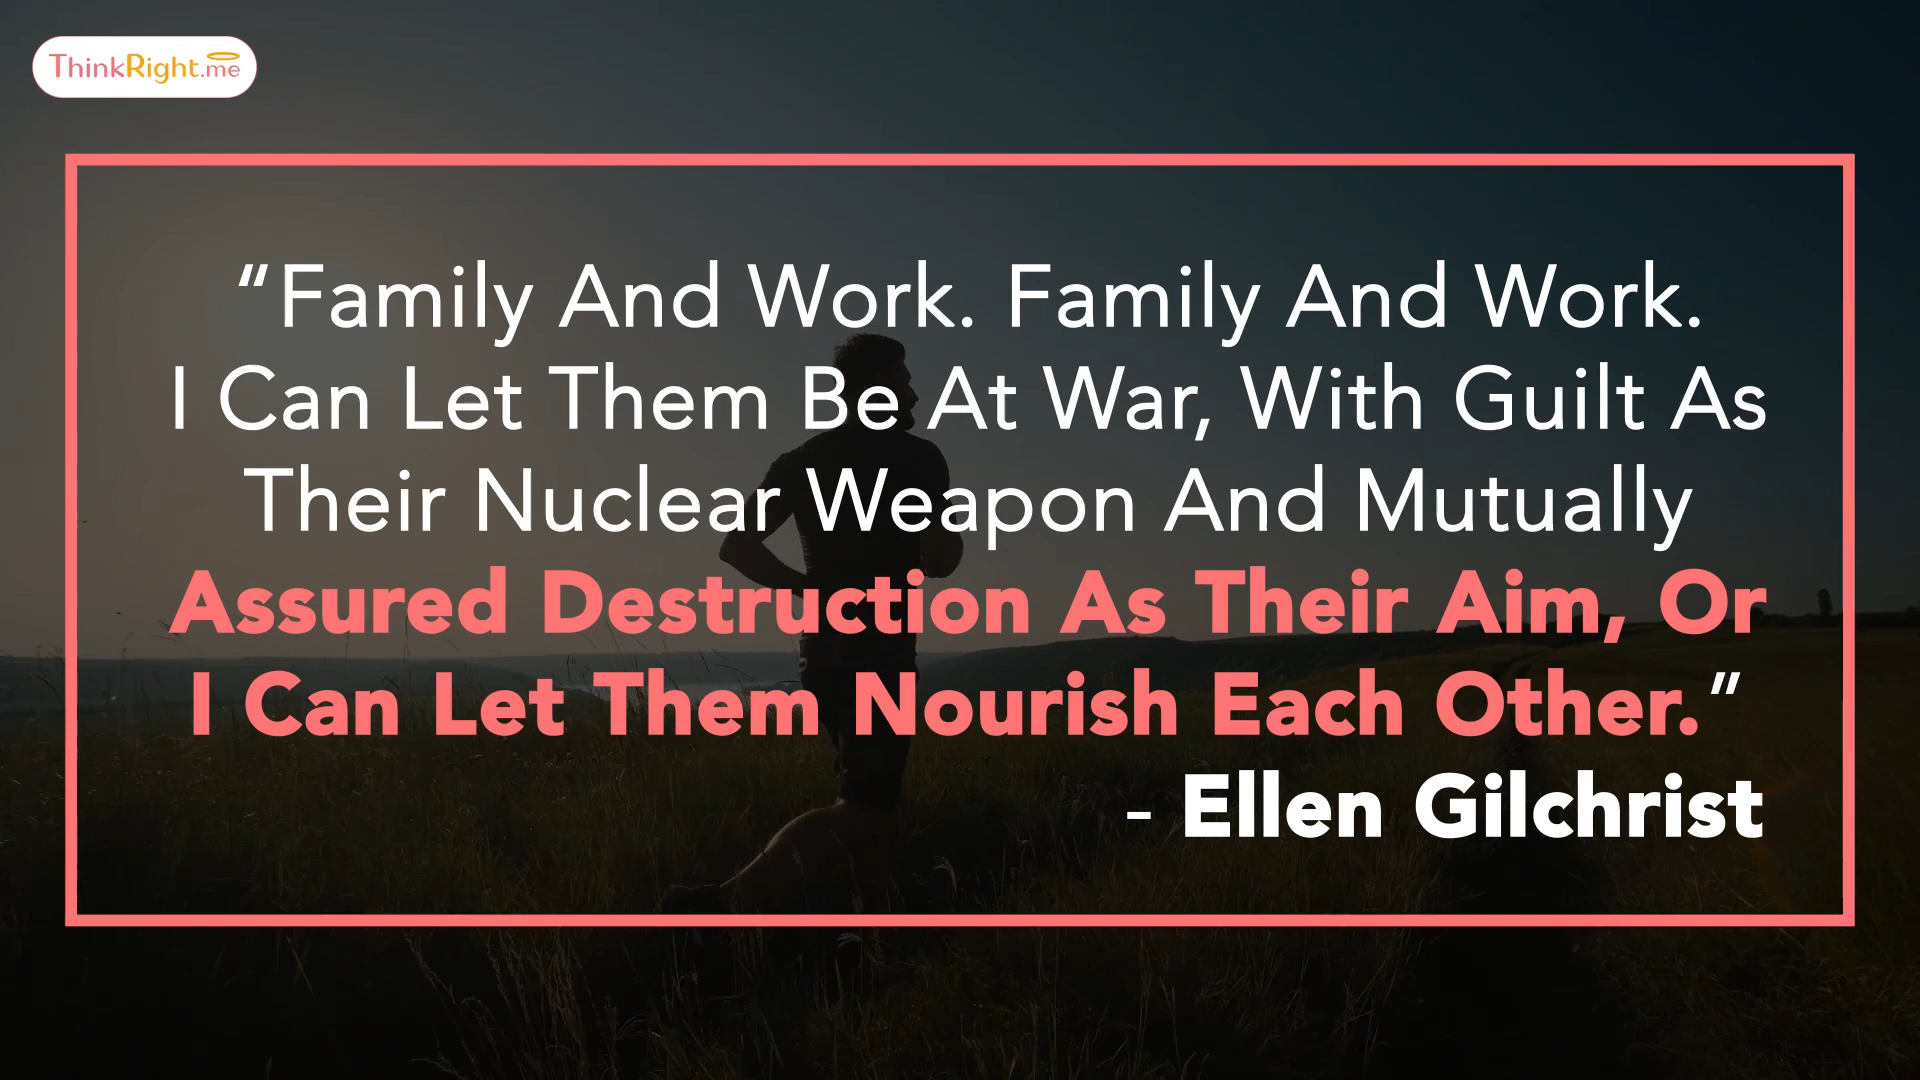 ThinkRight.me
“Family And Work. Family And Work.
I Can Let Them Be At War, With Guilt As
Their Nuclear Weapon And Mutually
Assured Destruction As Their Aim, Or
I Can Let Them Nourish Each Other.”
- Ellen Gilchrist